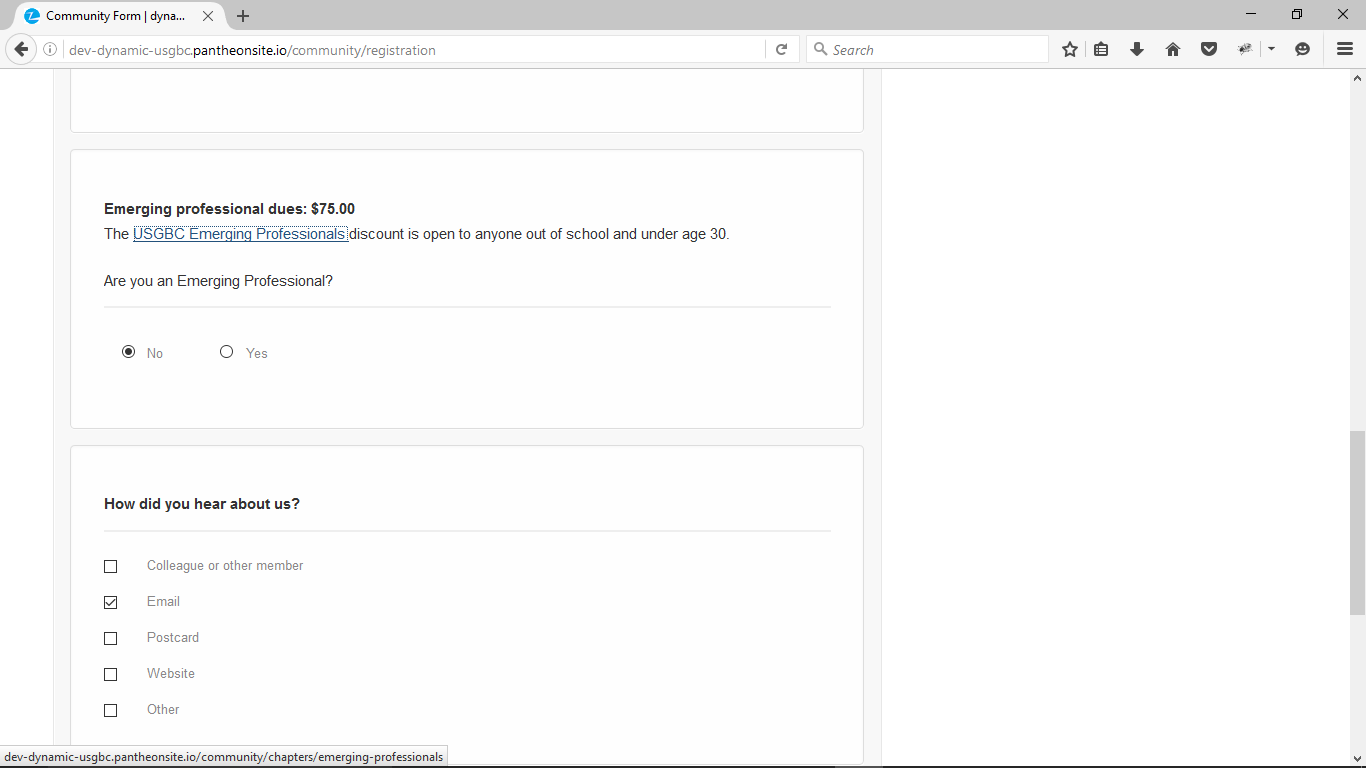 Community Form | dyna...
dev-dynamic-usgbc.pantheonsite.io/community/registration
Search
Emerging professional dues: $75.00
The USGBC Emerging Professionals discount is open to anyone out of school and under age 30.
Are you an Emerging Professional?
No
Yes
How did you hear about us?
Colleague or other member
Email
Postcard
Website
Other
dev-dynamic-usgbc.pantheonsite.io/community/chapters/emerging-professionals